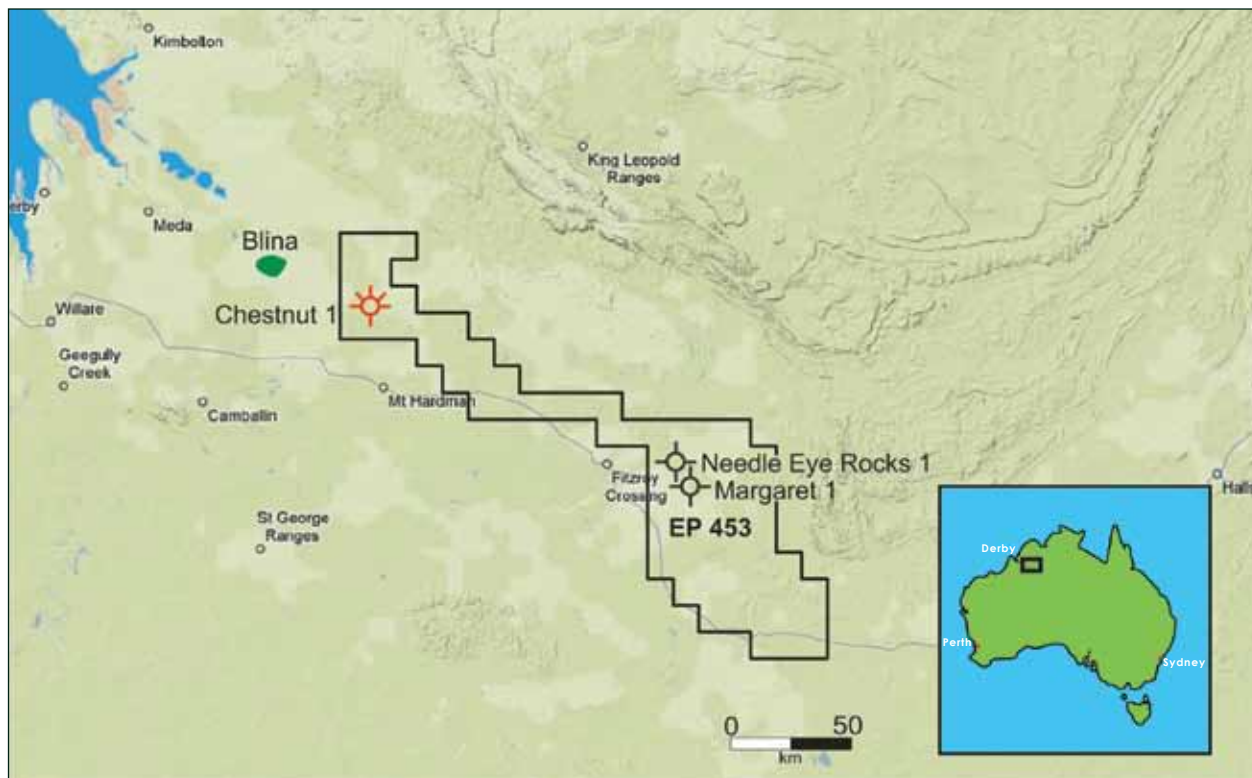 Kimbolton
King Leopold
Ranges
erby
Meda
Blina
Chestnut 1
Willare
Geegully
Creek
Camballin
Mt Hardman
Needle Eye Rocks 1
Fitzroy
Crossing
Margaret 1
Halls
EP 453
St George
Ranges
Derby
Perth
Sydney
0 50
km